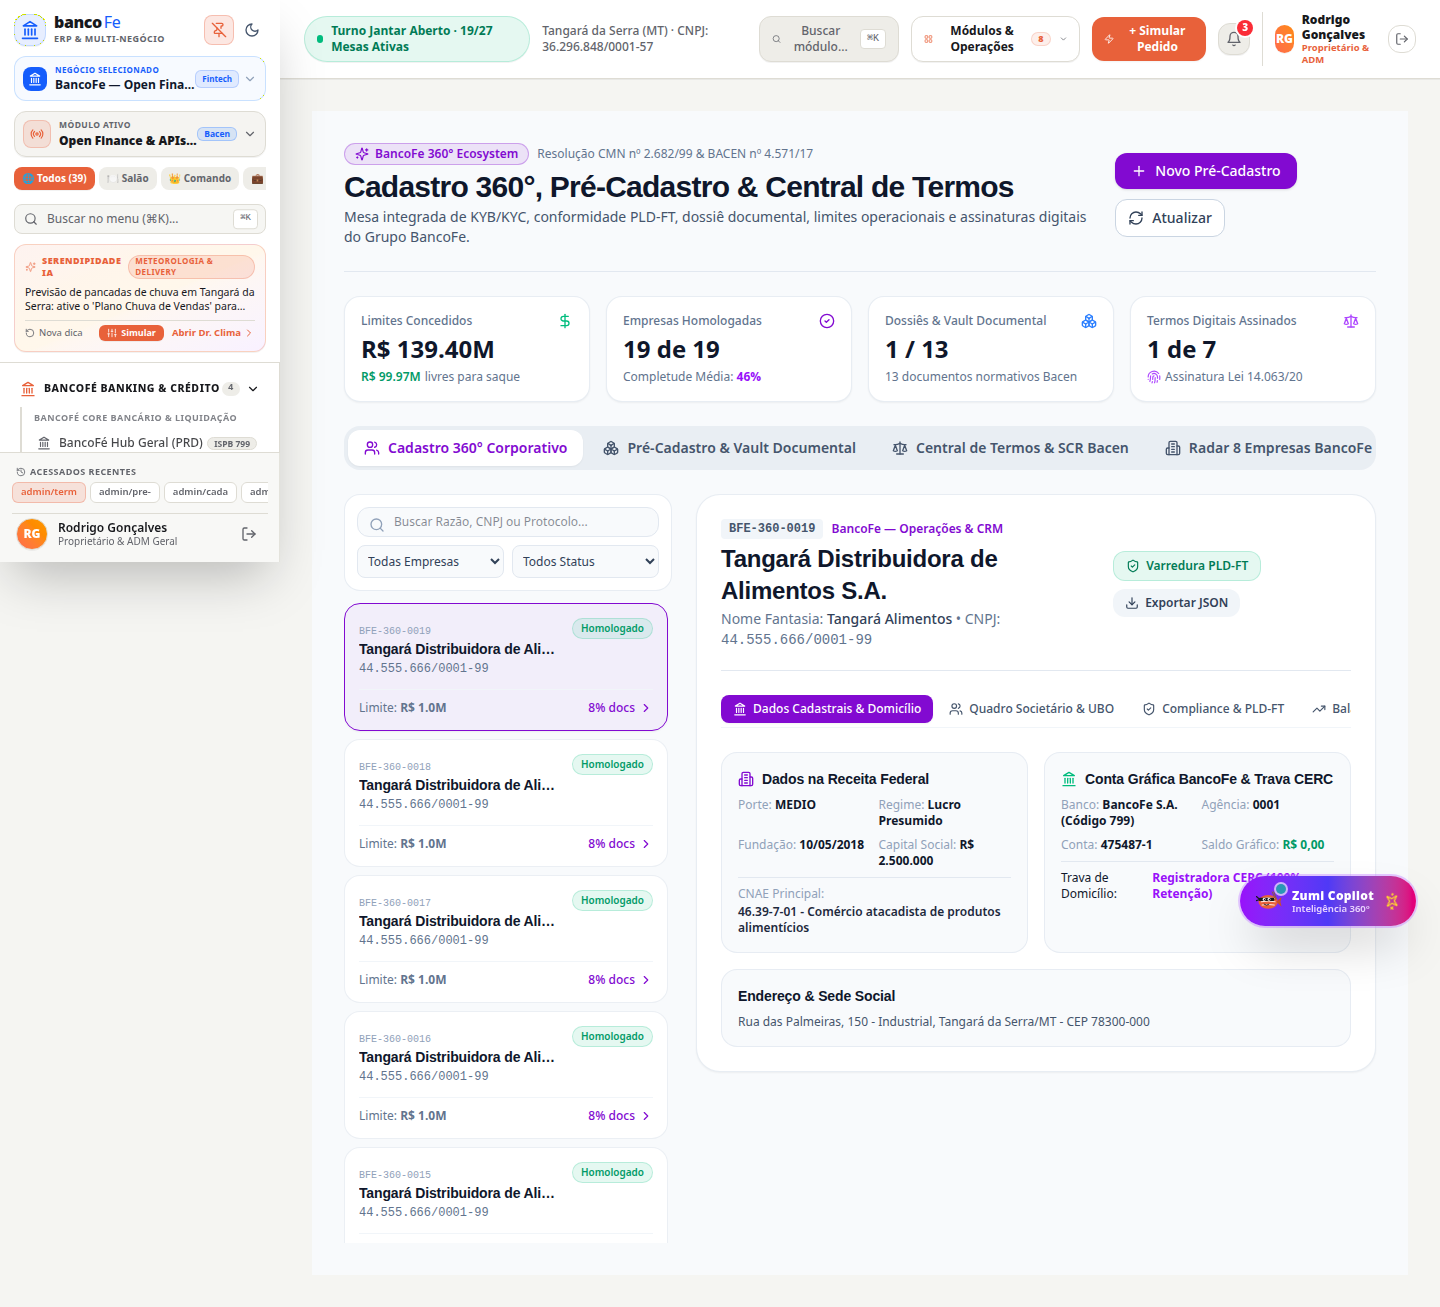 bancoFe
ERP & MULTI-NEGÓCIO
NEGÓCIO SELECIONADO
BancoFe — Open Fina...
Fintech
MÓDULO ATIVO
Open Finance & APIs...
Bacen
Todos (39)
Salão
Comando
Buscar no menu (⌘K)...
⌘K
SERENDIPIDADE IA
METEOROLOGIA & DELIVERY
Previsão de pancadas de chuva em Tangará da
Serra: ative o 'Plano Chuva de Vendas' para...
Nova dica
Simular
Abrir Dr. Clima
BANCOFÉ BANKING & CRÉDITO
4
BANCOFÉ CORE BANCÁRIO & LIQUIDAÇÃO
BancoFé Hub Geral (PRD)
ISPB 799
ACESSADOS RECENTES
admin/term
admin/pre-
admin/cada
adm
RG
Rodrigo Gonçalves
Proprietário & ADM Geral
Turno Jantar Aberto · 19/27
Mesas Ativas
Tangará da Serra (MT) · CNPJ:
36.296.848/0001-57
Buscar
módulo...
⌘K
Módulos &
Operações
8
+ Simular
Pedido
3
RG
Rodrigo
Gonçalves
Proprietário &
ADM
BancoFe 360° Ecosystem
Resolução CMN nº 2.682/99 & BACEN nº 4.571/17
Cadastro 360°, Pré-Cadastro & Central de Termos
Mesa integrada de KYB/KYC, conformidade PLD-FT, dossiê documental, limites operacionais e assinaturas digitais
do Grupo BancoFe.
Novo Pré-Cadastro
Atualizar
Limites Concedidos
R$ 139.40M
R$ 99.97M livres para saque
Empresas Homologadas
19 de 19
Completude Média: 46%
Dossiês & Vault Documental
1 / 13
13 documentos normativos Bacen
Termos Digitais Assinados
1 de 7
Assinatura Lei 14.063/20
Cadastro 360° Corporativo
Pré-Cadastro & Vault Documental
Central de Termos & SCR Bacen
Radar 8 Empresas BancoFe
Buscar Razão, CNPJ ou Protocolo...
Todas Empresas
Todos Status
BFE-360-0019
Homologado
Tangará Distribuidora de Ali...
44.555.666/0001-99
Limite: R$ 1.0M
8% docs
BFE-360-0018
Homologado
Tangará Distribuidora de Ali...
44.555.666/0001-99
Limite: R$ 1.0M
8% docs
BFE-360-0017
Homologado
Tangará Distribuidora de Ali...
44.555.666/0001-99
Limite: R$ 1.0M
8% docs
BFE-360-0016
Homologado
Tangará Distribuidora de Ali...
44.555.666/0001-99
Limite: R$ 1.0M
8% docs
BFE-360-0015
Homologado
Tangará Distribuidora de Ali...
44.555.666/0001-99
BFE-360-0019
BancoFe — Operações & CRM
Tangará Distribuidora de
Alimentos S.A.
Nome Fantasia: Tangará Alimentos • CNPJ:
44.555.666/0001-99
Varredura PLD-FT
Exportar JSON
Dados Cadastrais & Domicílio
Quadro Societário & UBO
Compliance & PLD-FT
Bal
Dados na Receita Federal
Porte: MEDIO
Regime: Lucro
Presumido
Fundação: 10/05/2018
Capital Social: R$
2.500.000
CNAE Principal:
46.39-7-01 - Comércio atacadista de produtos
alimentícios
Conta Gráfica BancoFe & Trava CERC
Banco: BancoFe S.A.
(Código 799)
Agência: 0001
Conta: 475487-1
Saldo Gráfico: R$ 0,00
Trava de
Domicílio:
Registradora CERC (100%
Retenção)
Zumi Copilot
Inteligência 360°
Endereço & Sede Social
Rua das Palmeiras, 150 - Industrial, Tangará da Serra/MT - CEP 78300-000